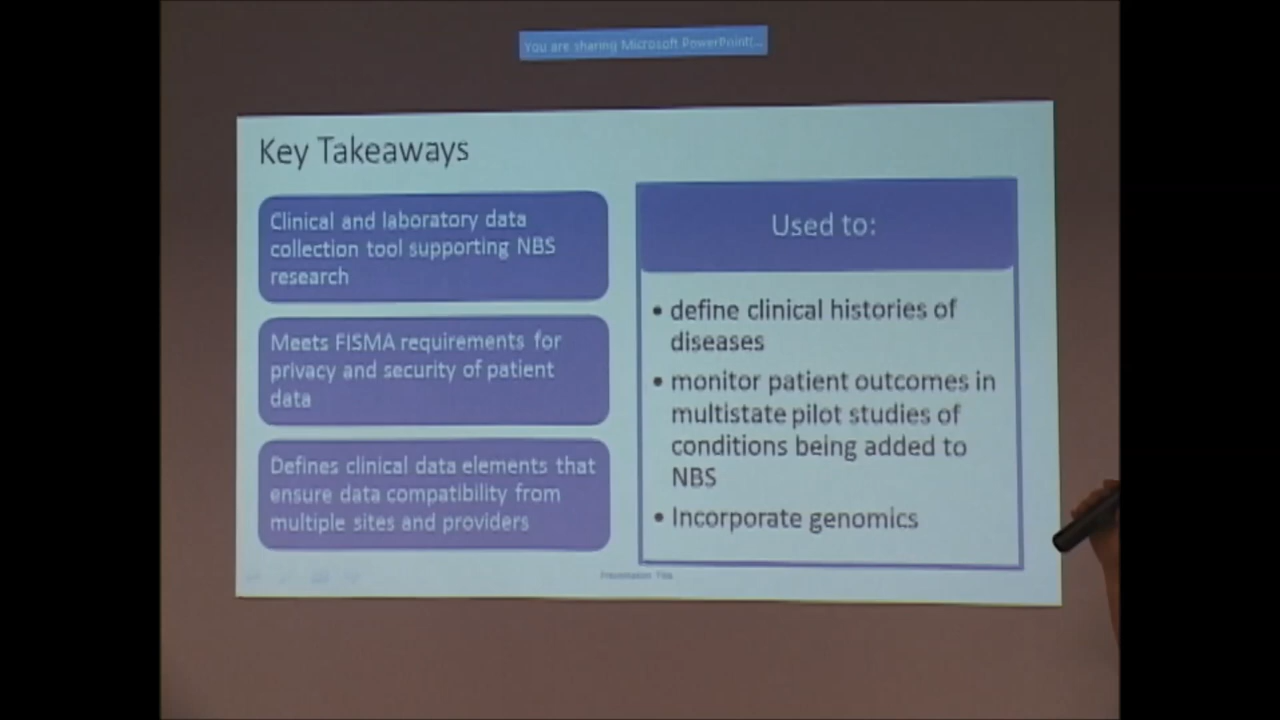 You are sharing Microsoft PowerPoint(...
Key Takeaways
Clinical and laboratory data
collection tool supporting NBS
research
Meets FISMA requirements for
privacy and security of patient
data
Defines clinical data elements that
ensure data compatibility from
multiple sites and providers
Used to:
• define clinical histories of
diseases
• monitor patient outcomes in
multistate pilot studies of
conditions being added to
NBS
• Incorporate genomics
Presentation Title